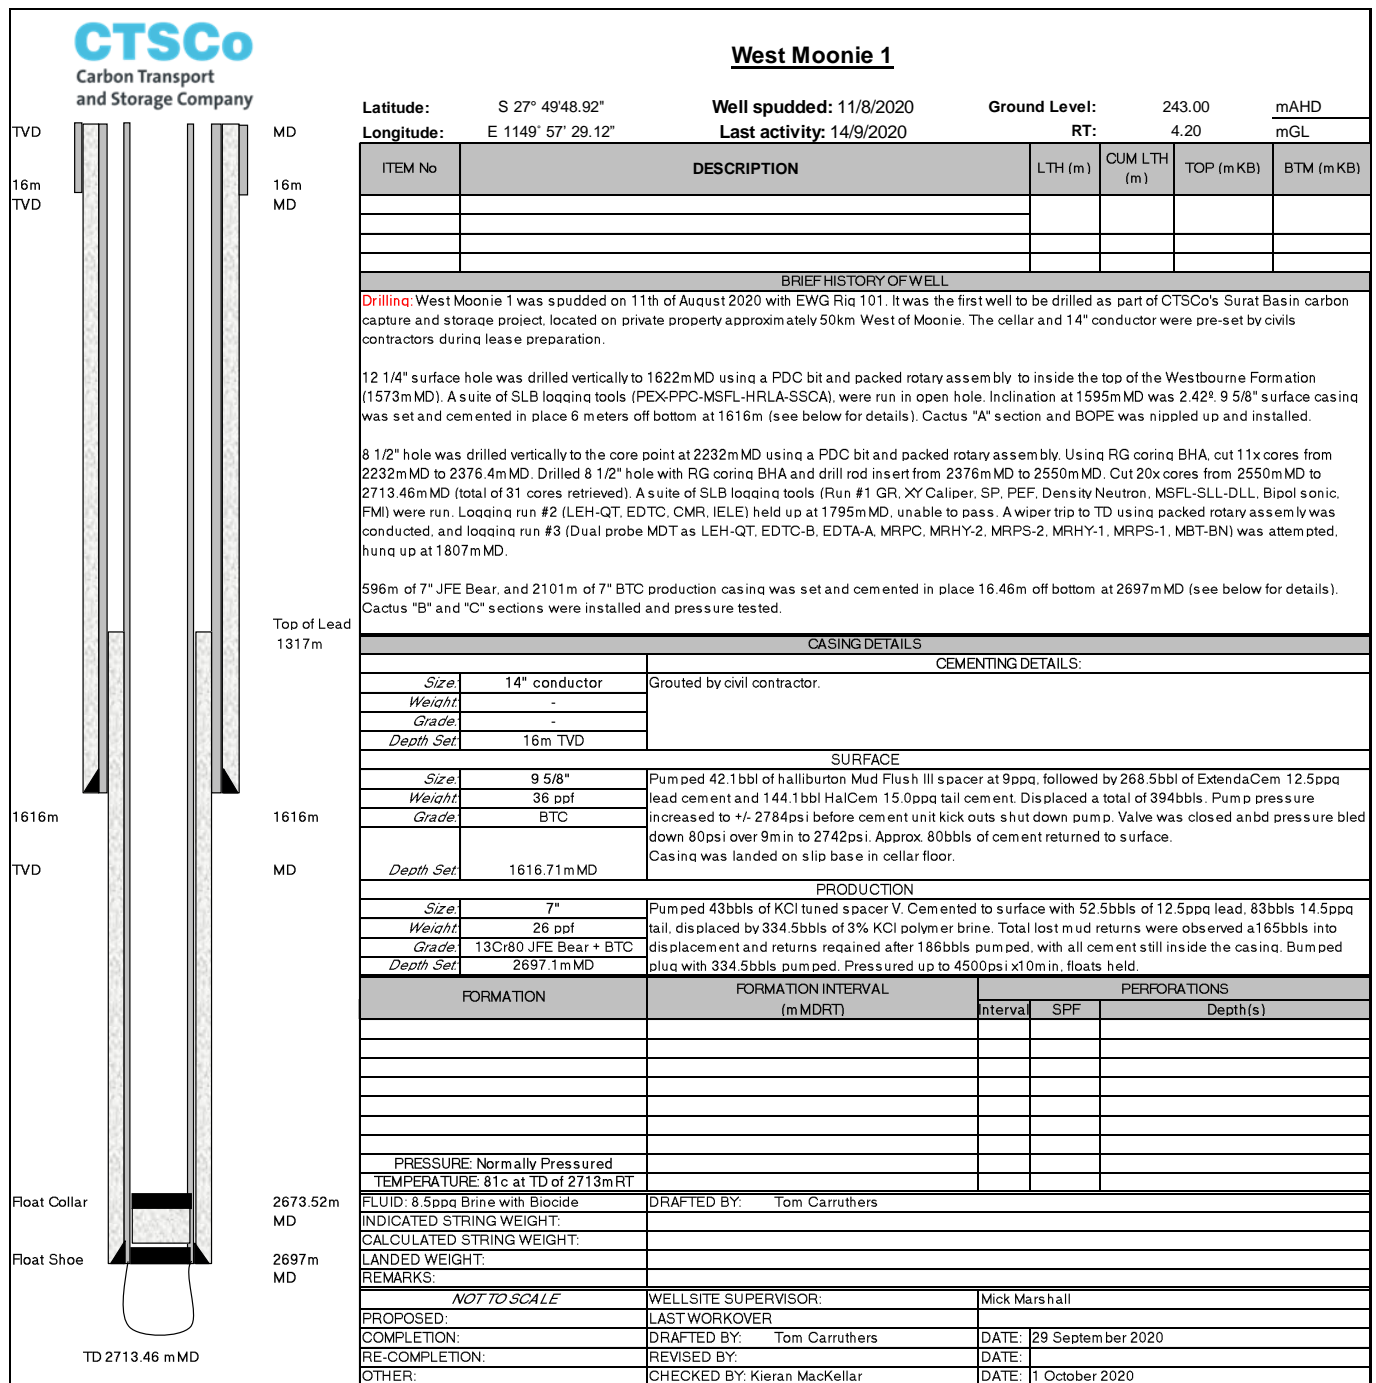 CTSCo
Carbon Transport
and Storage Company
West Moonie 1
Latitude: S 27° 49'48.92" Well spudded: 11/8/2020 Ground Level: 243.00 mAHD
Longitude: E 1149° 57' 29.12" Last activity: 14/9/2020 RT: 4.20 mGL
TVD MD
16m 16m
TVD MD
ITEM No DESCRIPTION LTH (m) CUM LTH (m) TOP (mKB) BTM (mKB)
BRIEF HISTORY OF WELL
Drilling: West Moonie 1 was spudded on 11th of August 2020 with EWG Rig 101. It was the first well to be drilled as part of CTSCo's Surat Basin carbon
capture and storage project, located on private property approximately 50km West of Moonie. The cellar and 14" conductor were pre-set by civils
contractors during lease preparation.
12 1/4" surface hole was drilled vertically to 1622mMD using a PDC bit and packed rotary assembly to inside the top of the Westbourne Formation
(1573mMD). A suite of SLB logging tools (PEX-PPC-MSFL-HRLA-SSCA), were run in open hole. Inclination at 1595mMD was 2.42º. 9 5/8" surface casing
was set and cemented in place 6 meters off bottom at 1616m (see below for details). Cactus "A" section and BOPE was nippled up and installed.
8 1/2" hole was drilled vertically to the core point at 2232mMD using a PDC bit and packed rotary assembly. Using RG coring BHA, cut 11x cores from
2232mMD to 2376.4mMD. Drilled 8 1/2" hole with RG coring BHA and drill rod insert from 2376mMD to 2550mMD. Cut 20x cores from 2550mMD to
2713.46mMD (total of 31 cores retrieved). A suite of SLB logging tools (Run #1 GR, XY Caliper, SP, PEF, Density Neutron, MSFL-SLL-DLL, Bipol sonic,
FMI) were run. Logging run #2 (LEH-QT, EDTC, CMR, IELE) held up at 1795mMD, unable to pass. A wiper trip to TD using packed rotary assemly was
conducted, and logging run #3 (Dual probe MDT as LEH-QT, EDTC-B, EDTA-A, MRPC, MRHY-2, MRPS-2, MRHY-1, MRPS-1, MBT-BN) was attempted,
hung up at 1807mMD.
596m of 7" JFE Bear, and 2101m of 7" BTC production casing was set and cemented in place 16.46m off bottom at 2697mMD (see below for details).
Cactus "B" and "C" sections were installed and pressure tested.
Top of Lead
1317m
CASING DETAILS
CEMENTING DETAILS:
Size: 14" conductor Grouted by civil contractor.
Weight: -
Grade: -
Depth Set: 16m TVD
SURFACE
Size: 9 5/8" Pumped 42.1bbl of halliburton Mud Flush III spacer at 9ppg, followed by 268.5bbl of ExtendaCem 12.5ppg
Weight: 36 ppf lead cement and 144.1bbl HalCem 15.0ppg tail cement. Displaced a total of 394bbls. Pump pressure
1616m 1616m Grade: BTC increased to +/- 2784psi before cement unit kick outs shut down pump. Valve was closed anbd pressure bled
down 80psi over 9min to 2742psi. Approx. 80bbls of cement returned to surface.
Casing was landed on slip base in cellar floor.
TVD MD Depth Set: 1616.71mMD
PRODUCTION
Size: 7" Pumped 43bbls of KCl tuned spacer V. Cemented to surface with 52.5bbls of 12.5ppg lead, 83bbls 14.5ppg
Weight: 26 ppf tail, displaced by 334.5bbls of 3% KCl polymer brine. Total lost mud returns were observed a165bbls into
Grade: 13Cr80 JFE Bear + BTC displacement and returns regained after 186bbls pumped, with all cement still inside the casing. Bumped
Depth Set: 2697.1mMD plug with 334.5bbls pumped. Pressured up to 4500psi x10min, floats held.
FORMATION FORMATION INTERVAL PERFORATIONS
(mMDRT) Interval SPF Depth(s)
PRESSURE: Normally Pressured
TEMPERATURE: 81c at TD of 2713mRT
Float Collar 2673.52m FLUID: 8.5ppg Brine with Biocide DRAFTED BY: Tom Carruthers
MD INDICATED STRING WEIGHT:
CALCULATED STRING WEIGHT:
Float Shoe 2697m LANDED WEIGHT:
MD REMARKS:
NOT TO SCALE WELLSITE SUPERVISOR: Mick Marshall
PROPOSED: LAST WORKOVER
COMPLETION: DRAFTED BY: Tom Carruthers DATE: 29 September 2020
TD 2713.46 mMD RE-COMPLETION: REVISED BY: DATE:
OTHER: CHECKED BY: Kieran MacKellar DATE: 1 October 2020